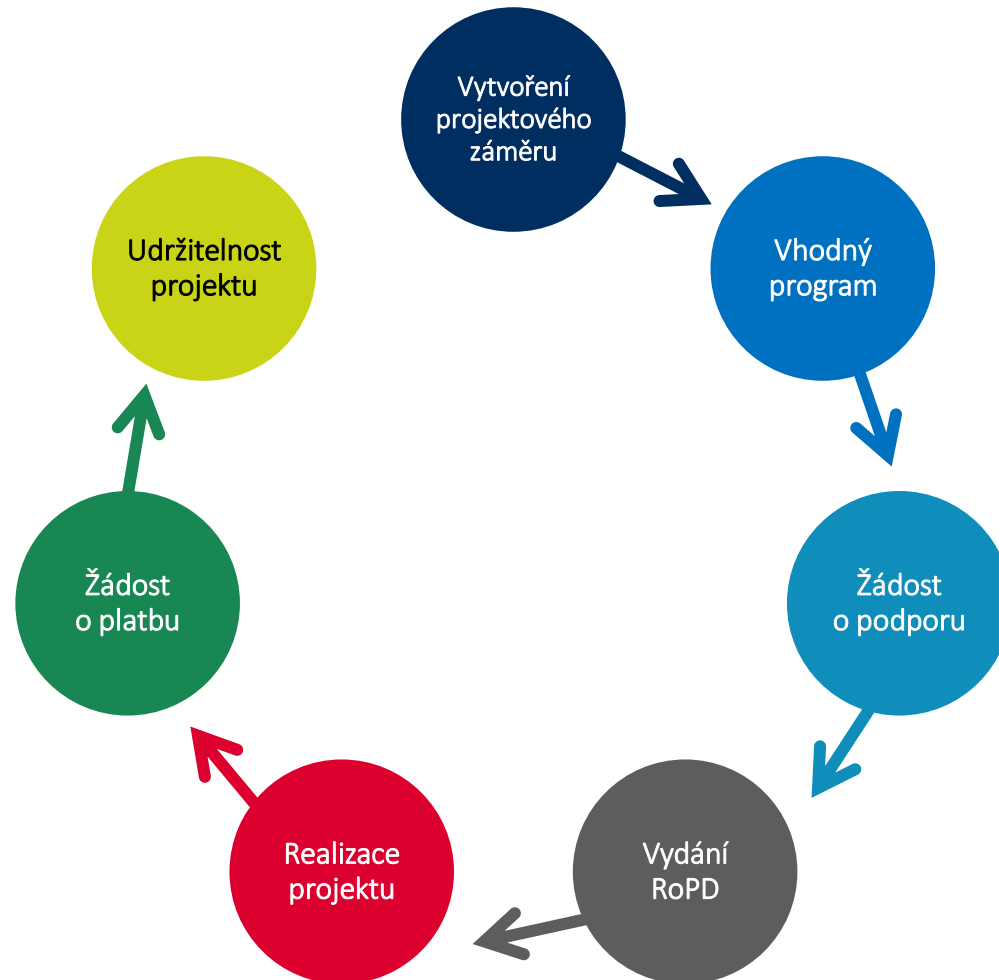 Vytvoření
projektového
záměru
Vhodný
program
Žádost
o podporu
Vydání
RoPD
Realizace
projektu
Žádost
o platbu
Udržitelnost
projektu